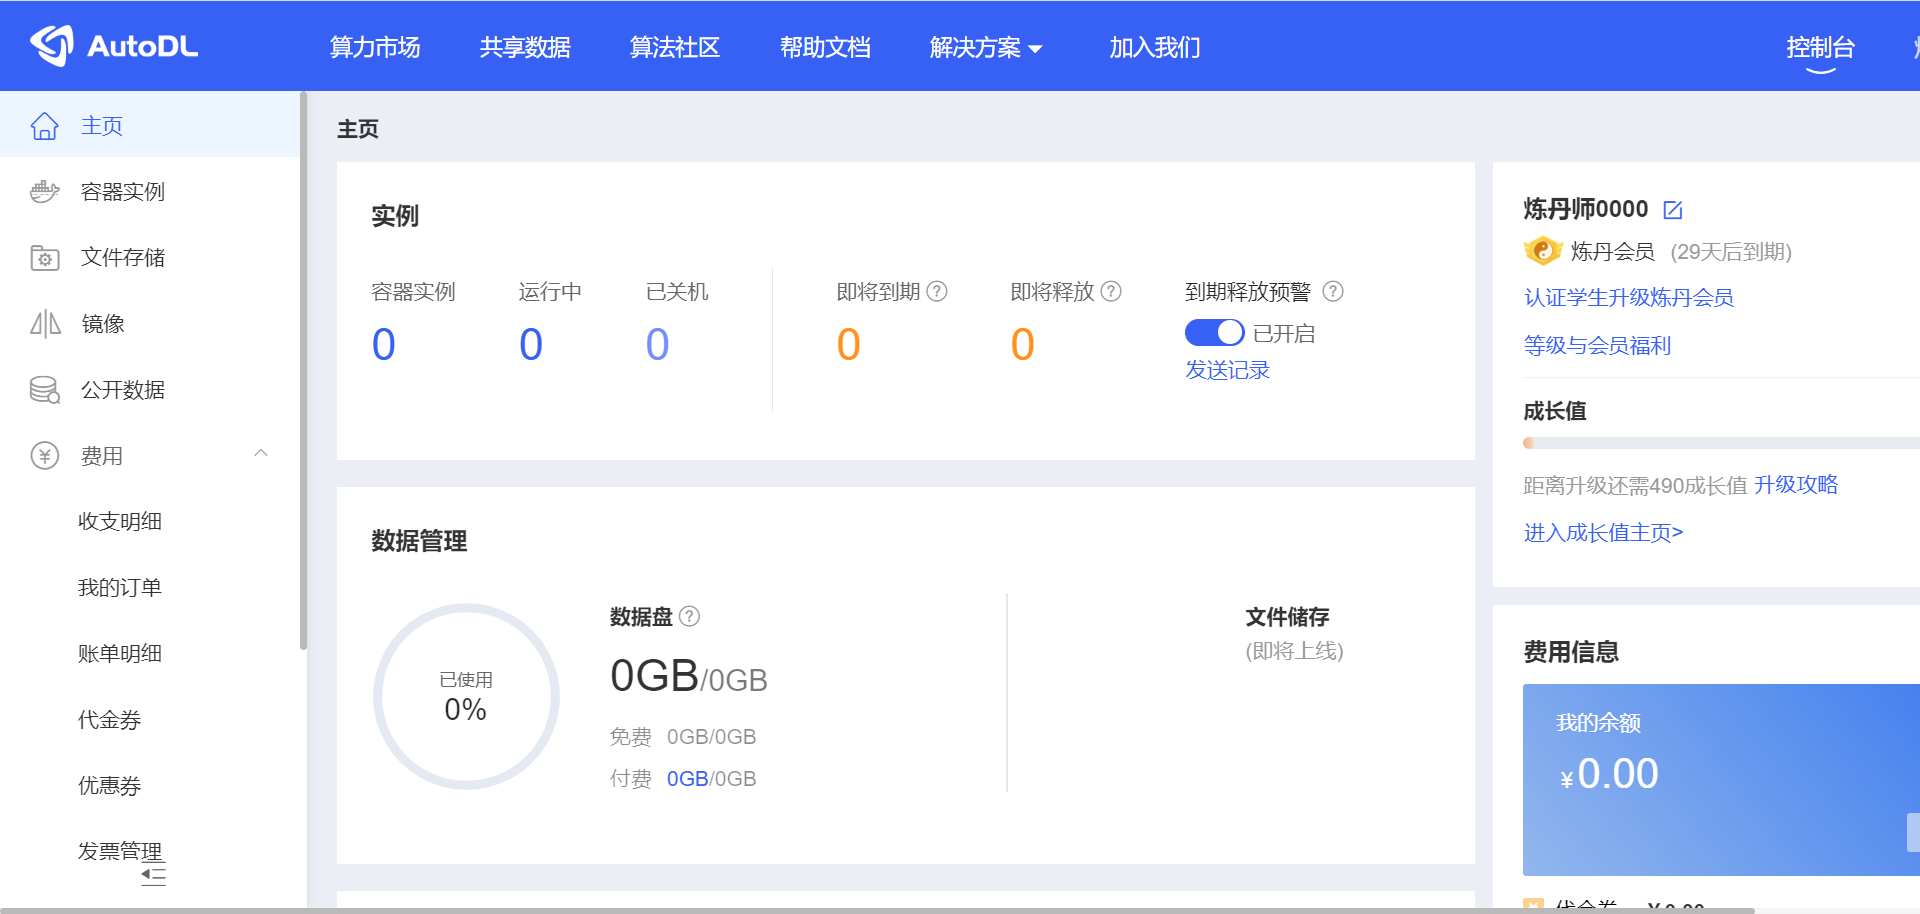 AutoDL
算力市场
共享数据
算法社区
帮助文档
解决方案
加入我们
控制台
主页
容器实例
文件存储
镜像
公开数据
费用
收支明细
我的订单
账单明细
代金券
优惠券
发票管理
主页
实例
容器实例
0
运行中
0
已关机
0
即将到期 ?
0
即将释放 ?
0
到期释放预警 ?
已开启
发送记录
数据管理
已使用
0%
数据盘 ?
0GB/0GB
免费 0GB/0GB
付费 0GB/0GB
文件储存
(即将上线)
炼丹师0000
炼丹会员 (29天后到期)
认证学生升级炼丹会员
等级与会员福利
成长值
距离升级还需490成长值 升级攻略
进入成长值主页>
费用信息
我的余额
¥0.00
代金券 ¥0.00